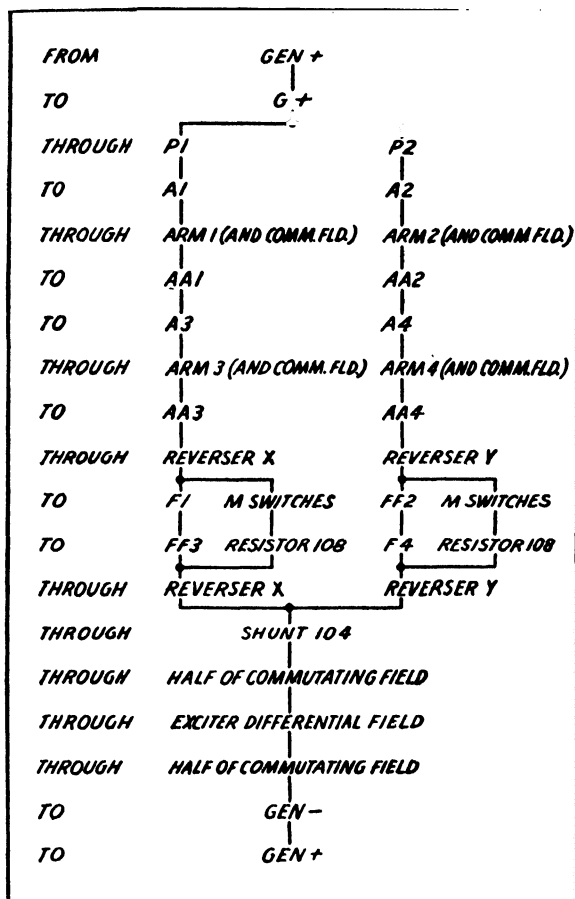 FROM GEN +
TO G +
THROUGH P1 P2
TO A1 A2
THROUGH ARM 1 (AND COMM. FLD.) ARM 2 (AND COMM. FLD.)
TO AA1 AA2
TO A3 A4
THROUGH ARM 3 (AND COMM. FLD.) ARM 4 (AND COMM. FLD.)
TO AA3 AA4
THROUGH REVERSER X REVERSER Y
TO F1 M SWITCHES FF2 M SWITCHES
TO FF3 RESISTOR 108 F4 RESISTOR 108
THROUGH REVERSER X REVERSER Y
THROUGH SHUNT 104
THROUGH HALF OF COMMUTATING FIELD
THROUGH EXCITER DIFFERENTIAL FIELD
THROUGH HALF OF COMMUTATING FIELD
TO GEN −
TO GEN +